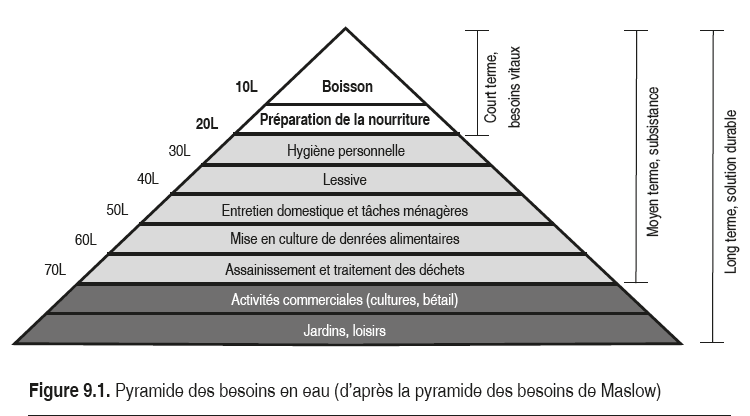 10L
Boisson
20L
Préparation de la nourriture
30L
Hygiène personnelle
40L
Lessive
50L
Entretien domestique et tâches ménagères
60L
Mise en culture de denrées alimentaires
70L
Assainissement et traitement des déchets
Activités commerciales (cultures, bétail)
Jardins, loisirs
Court terme,
besoins vitaux
Moyen terme, subsistance
Long terme, solution durable
Figure 9.1. Pyramide des besoins en eau (d’après la pyramide des besoins de Maslow)